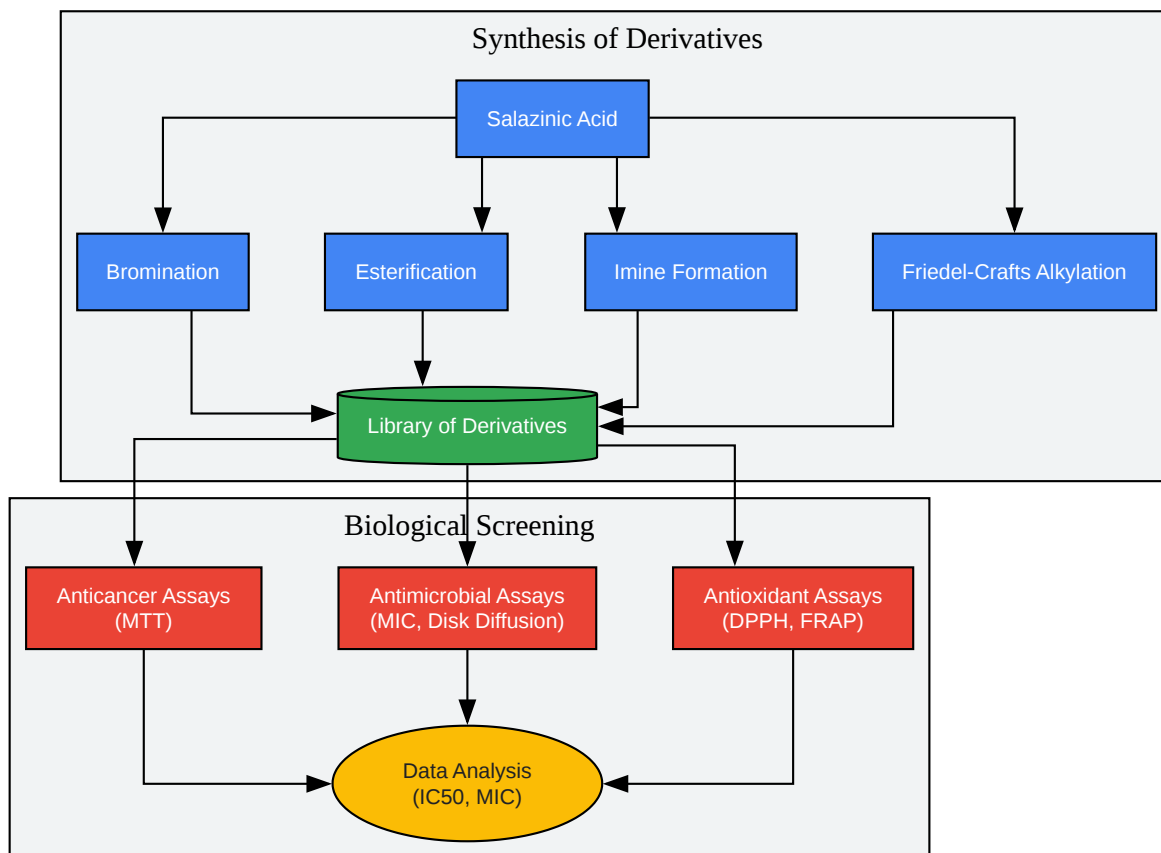 Synthesis of Derivatives
Salazinic Acid
Bromination
Esterification
Imine Formation
Friedel-Crafts Alkylation
Library of Derivatives
Biological Screening
Anticancer Assays
(MTT)
Antimicrobial Assays
(MIC, Disk Diffusion)
Antioxidant Assays
(DPPH, FRAP)
Data Analysis
(IC50, MIC)